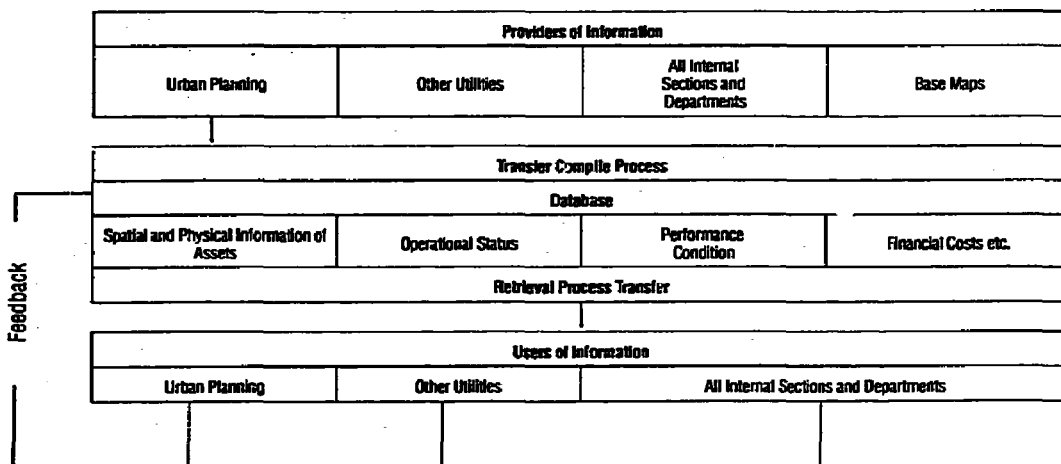 Providers of Information
Urban Planning
Other Utilities
All Internal
Sections and
Departments
Base Maps
Transfer Compile Process
Database
Spatial and Physical Information of
Assets
Operational Status
Performance
Condition
Financial Costs etc.
Retrieval Process Transfer
Feedback
Users of Information
Urban Planning
Other Utilities
All Internal Sections and Departments